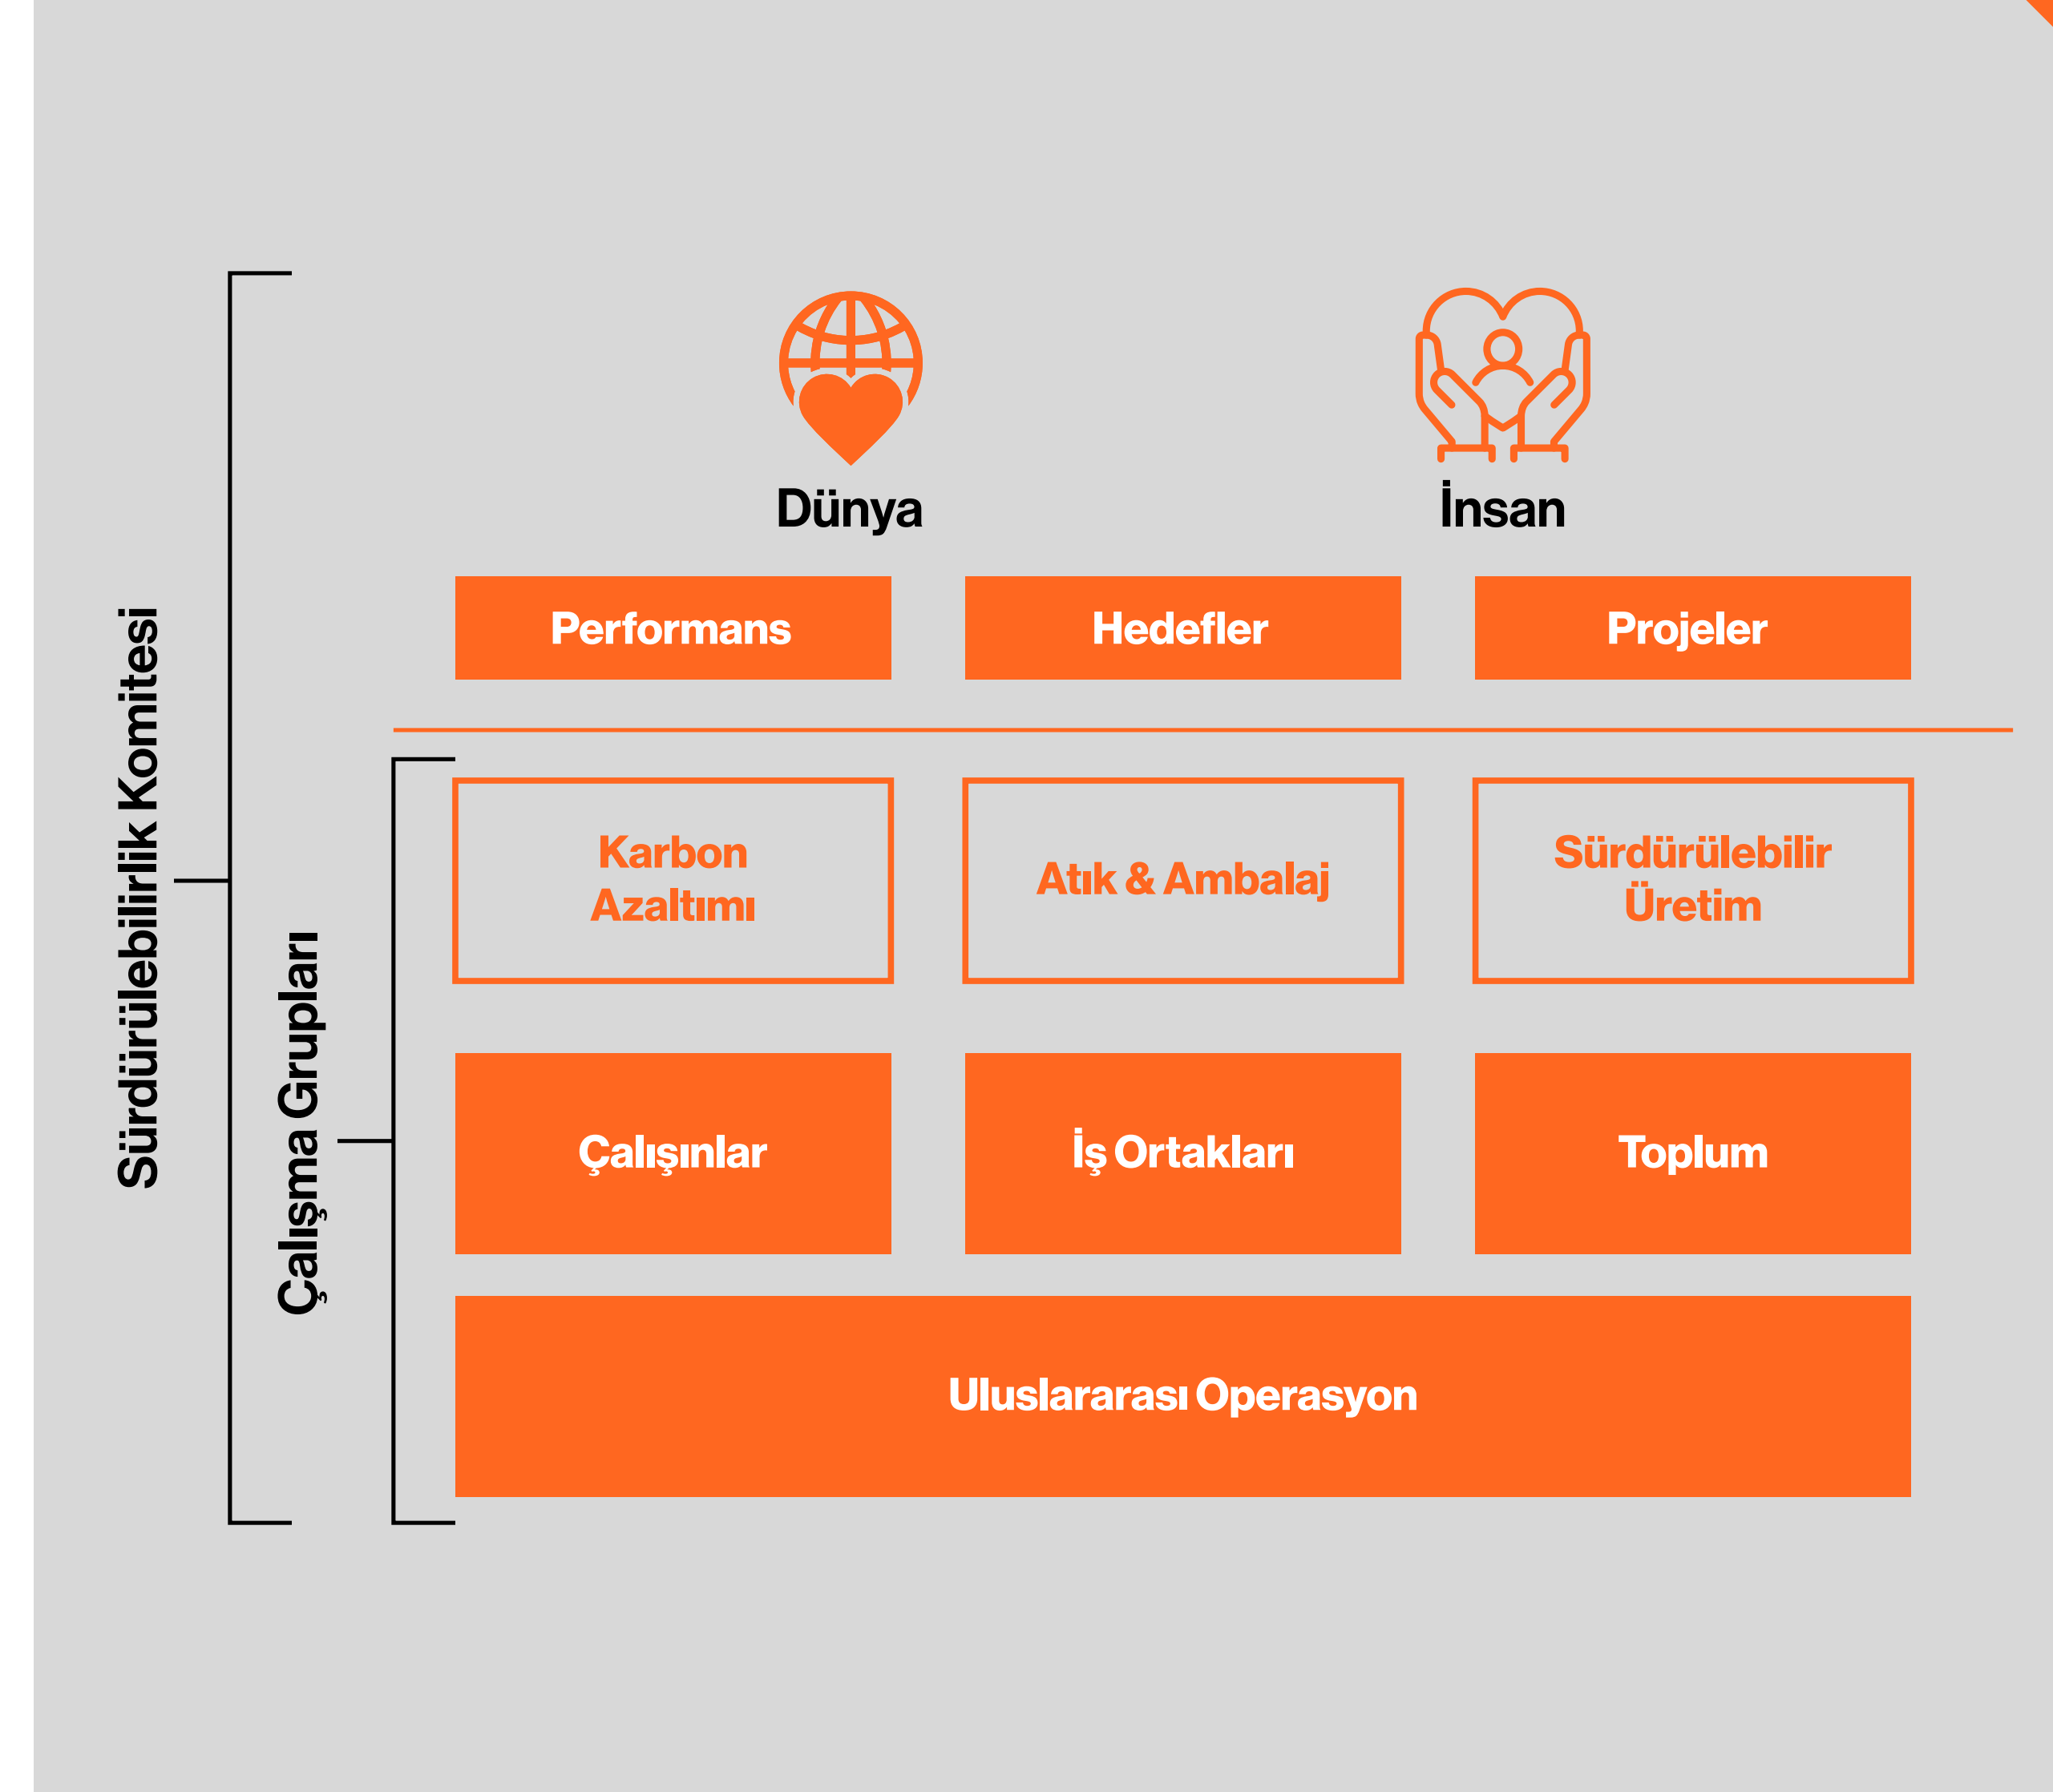 Sürdürülebilirlik Komitesi
Çalışma Grupları
Dünya
İnsan
Performans
Hedefler
Projeler
Karbon
Azaltımı
Atık & Ambalaj
Sürdürülebilir
Üretim
Çalışanlar
İş Ortakları
Toplum
Uluslararası Operasyon